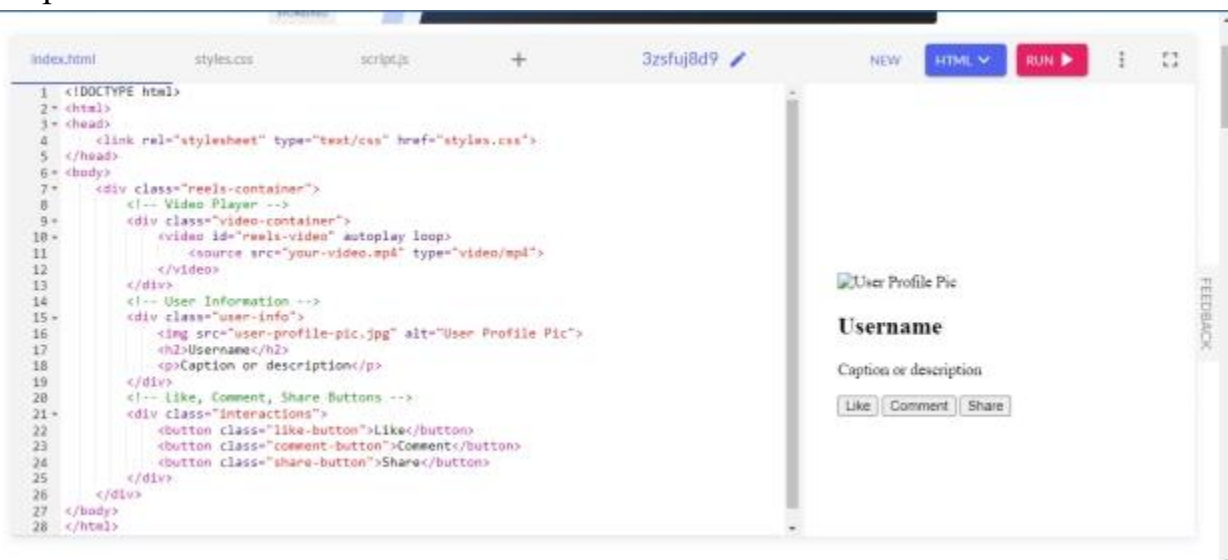 index.html
styles.css
script.js
+
3zsfuj8d9
NEW
HTML
RUN
1 <!DOCTYPE html>
2 <html>
3 <head>
4 <link rel="stylesheet" type="text/css" href="styles.css">
5 </head>
6 <body>
7 <div class="reels-container">
8 <!-- Video Player -->
9 <div class="video-container">
10 <video id="reels-video" autoplay loop>
11 <source src="your-video.mp4" type="video/mp4">
12 </video>
13 </div>
14 <!-- User Information -->
15 <div class="user-info">
16 <img src="user-profile-pic.jpg" alt="User Profile Pic">
17 <h2>Username</h2>
18 <p>Caption or description</p>
19 </div>
20 <!-- Like, Comment, Share Buttons -->
21 <div class="interactions">
22 <button class="like-button">Like</button>
23 <button class="comment-button">Comment</button>
24 <button class="share-button">Share</button>
25 </div>
26 </div>
27 </body>
28 </html>
User Profile Pic
Username
Caption or description
Like Comment Share
FEEDBACK